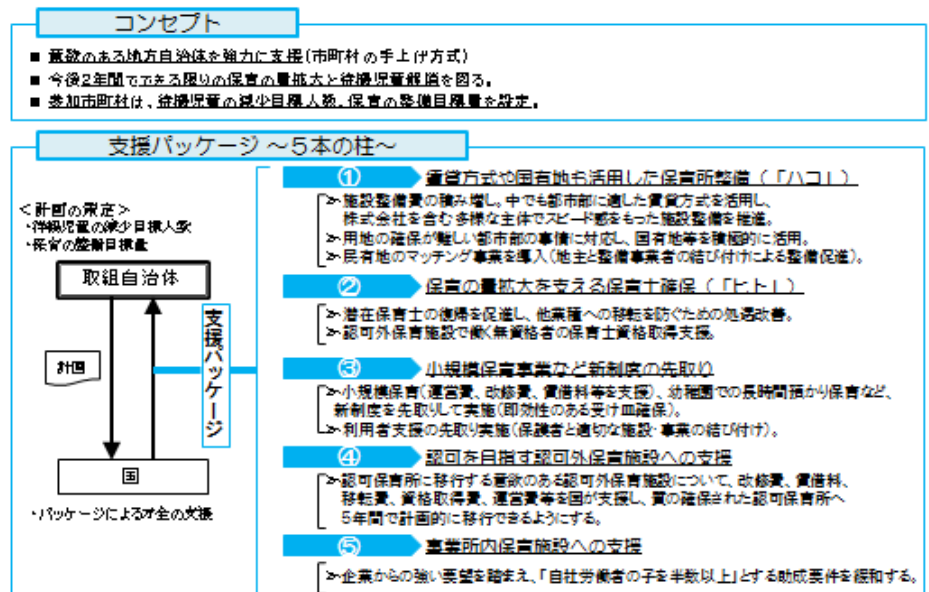 コンセプト
■ 意欲のある地方自治体を強力に支援(市町村の手上げ方式)
■ 今後2年間でできる限りの保育の量拡大と待機児童解消を図る。
■ 参加市町村は、待機児童の減少目標人数、保育の整備目標量を設定。
支援パッケージ ～5本の柱～
＜計画の策定＞
・待機児童の減少目標人数
・保育の整備目標量
取組自治体
計画
支援パッケージ
国
・パッケージによる万全の支援
① 賃貸方式や国有地も活用した保育所整備（「ハコ」）
➢施設整備費の積み増し。中でも都市部に適した賃貸方式を活用し、
株式会社を含む多様な主体でスピード感をもった施設整備を推進。
➢用地の確保が難しい都市部の事情に対応し、国有地等を積極的に活用。
➢民有地のマッチング事業を導入(地主と整備事業者の結び付けによる整備促進)。
② 保育の量拡大を支える保育士確保（「ヒト」）
➢潜在保育士の復帰を促進し、他業種への移転を防ぐための処遇改善。
➢認可外保育施設で働く無資格者の保育士資格取得支援。
③ 小規模保育事業など新制度の先取り
➢小規模保育(運営費、改修費、賃借料等を支援)、幼稚園での長時間預かり保育など、
新制度を先取りして実施(即効性のある受け皿確保)。
➢利用者支援の先取り実施(保護者と適切な施設・事業の結び付け)。
④ 認可を目指す認可外保育施設への支援
➢認可保育所に移行する意欲のある認可外保育施設について、改修費、賃借料、
移転費、資格取得費、運営費等を国が支援し、質の確保された認可保育所へ
5年間で計画的に移行できるようにする。
⑤ 事業所内保育施設への支援
➢企業からの強い要望を踏まえ、「自社労働者の子を半数以上」とする助成要件を緩和する。